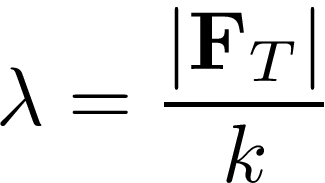 λ = |𝐅_T| / k